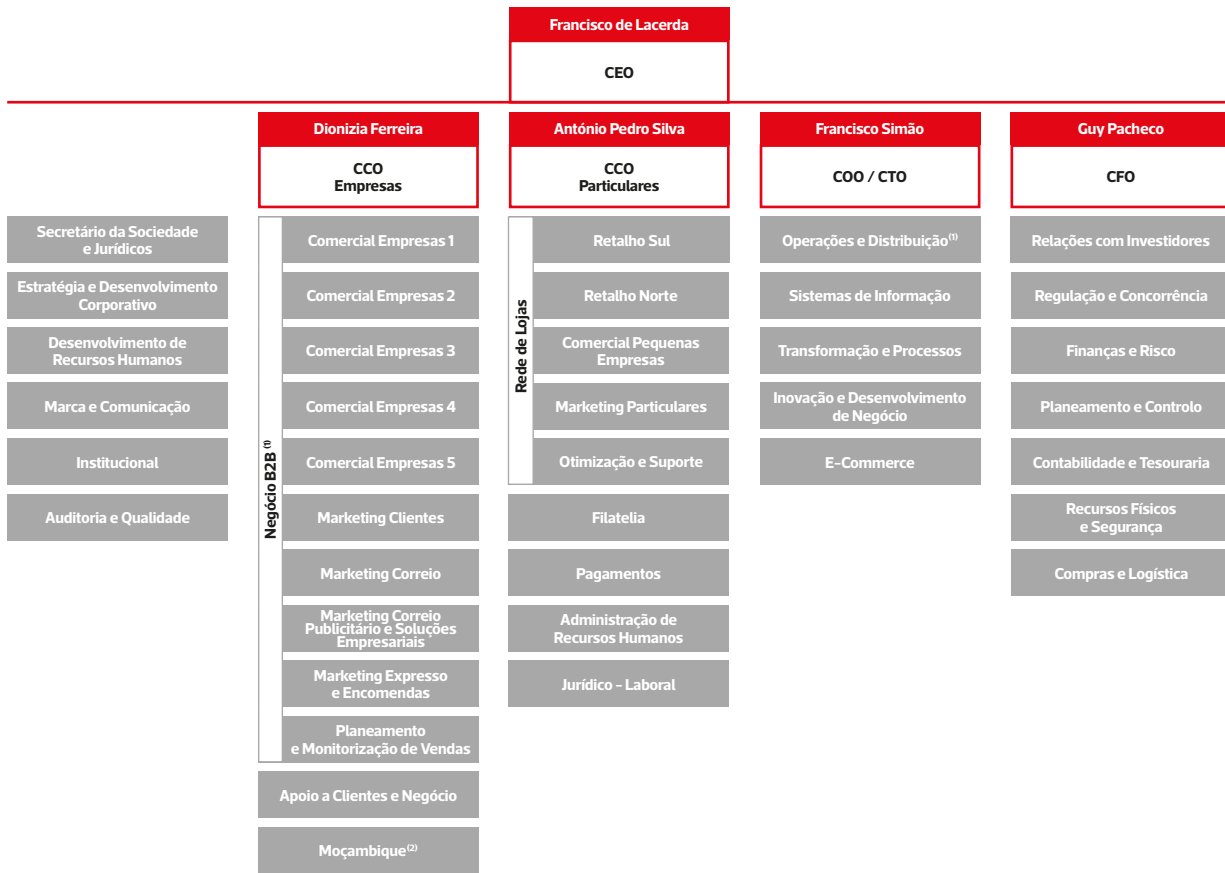 Francisco de Lacerda
CEO
Secretário da Sociedade
e Jurídicos
Estratégia e Desenvolvimento
Corporativo
Desenvolvimento de
Recursos Humanos
Marca e Comunicação
Institucional
Auditoria e Qualidade
Dionizia Ferreira
CCO
Empresas
Negócio B2B (1)
Comercial Empresas 1
Comercial Empresas 2
Comercial Empresas 3
Comercial Empresas 4
Comercial Empresas 5
Marketing Clientes
Marketing Correio
Marketing Correio
Publicitário e Soluções
Empresariais
Marketing Expresso
e Encomendas
Planeamento
e Monitorização de Vendas
Apoio a Clientes e Negócio
Moçambique(2)
António Pedro Silva
CCO
Particulares
Rede de Lojas
Retalho Sul
Retalho Norte
Comercial Pequenas
Empresas
Marketing Particulares
Otimização e Suporte
Filatelia
Pagamentos
Administração de
Recursos Humanos
Jurídico - Laboral
Francisco Simão
COO / CTO
Operações e Distribuição(1)
Sistemas de Informação
Transformação e Processos
Inovação e Desenvolvimento
de Negócio
E-Commerce
Guy Pacheco
CFO
Relações com Investidores
Regulação e Concorrência
Finanças e Risco
Planeamento e Controlo
Contabilidade e Tesouraria
Recursos Físicos
e Segurança
Compras e Logística